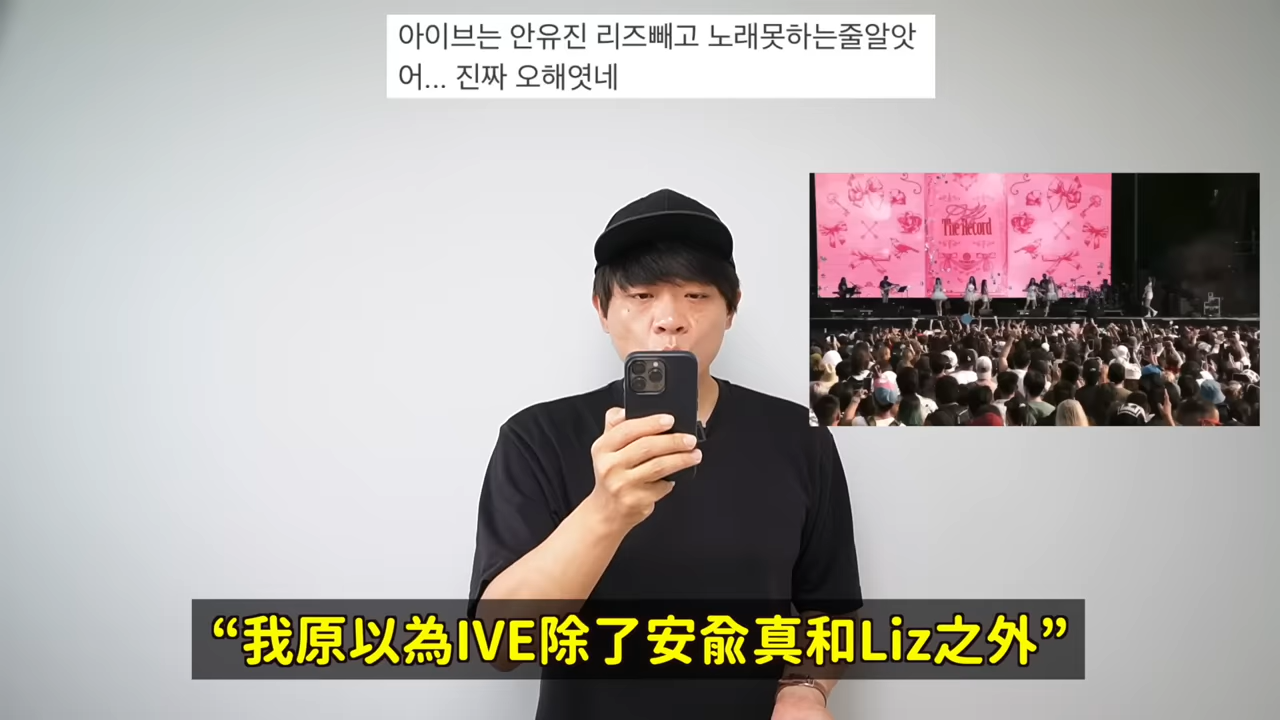 아이브는 안유진 리즈빼고 노래못하는줄알앗
어... 진짜 오해엿네
The Record
“我原以為IVE除了安兪真和Liz之外”